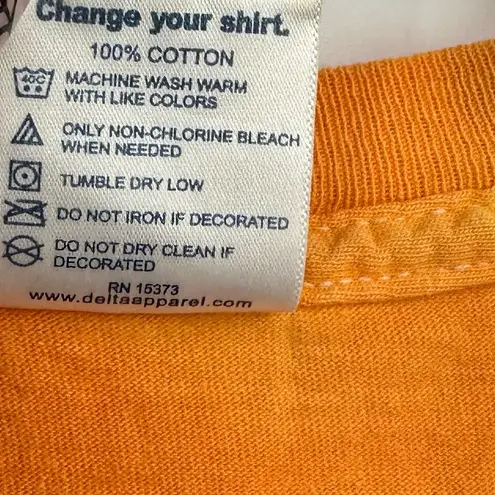 Change your shirt.
100% COTTON
40C
MACHINE WASH WARM
WITH LIKE COLORS
ONLY NON-CHLORINE BLEACH
WHEN NEEDED
TUMBLE DRY LOW
DO NOT IRON IF DECORATED
DO NOT DRY CLEAN IF
DECORATED
RN 15373
www.deltaapparel.com